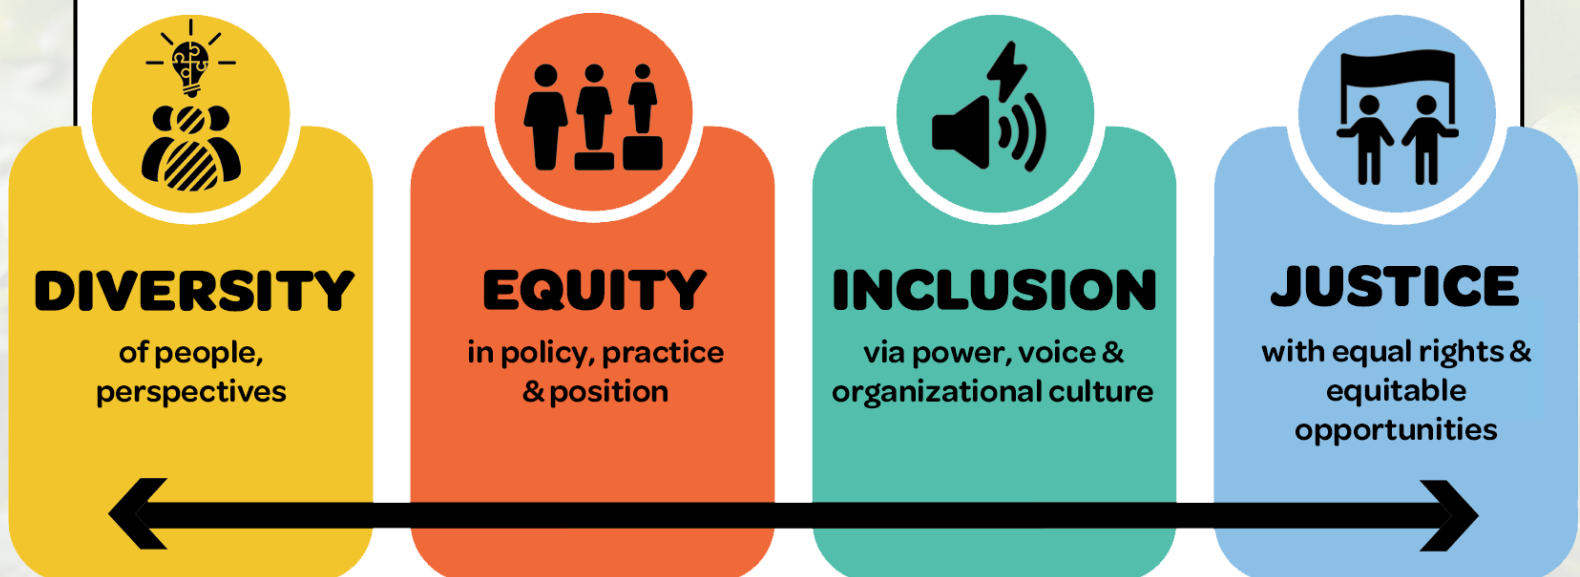 DIVERSITY
of people,
perspectives
EQUITY
in policy, practice
& position
INCLUSION
via power, voice &
organizational culture
JUSTICE
with equal rights &
equitable
opportunities